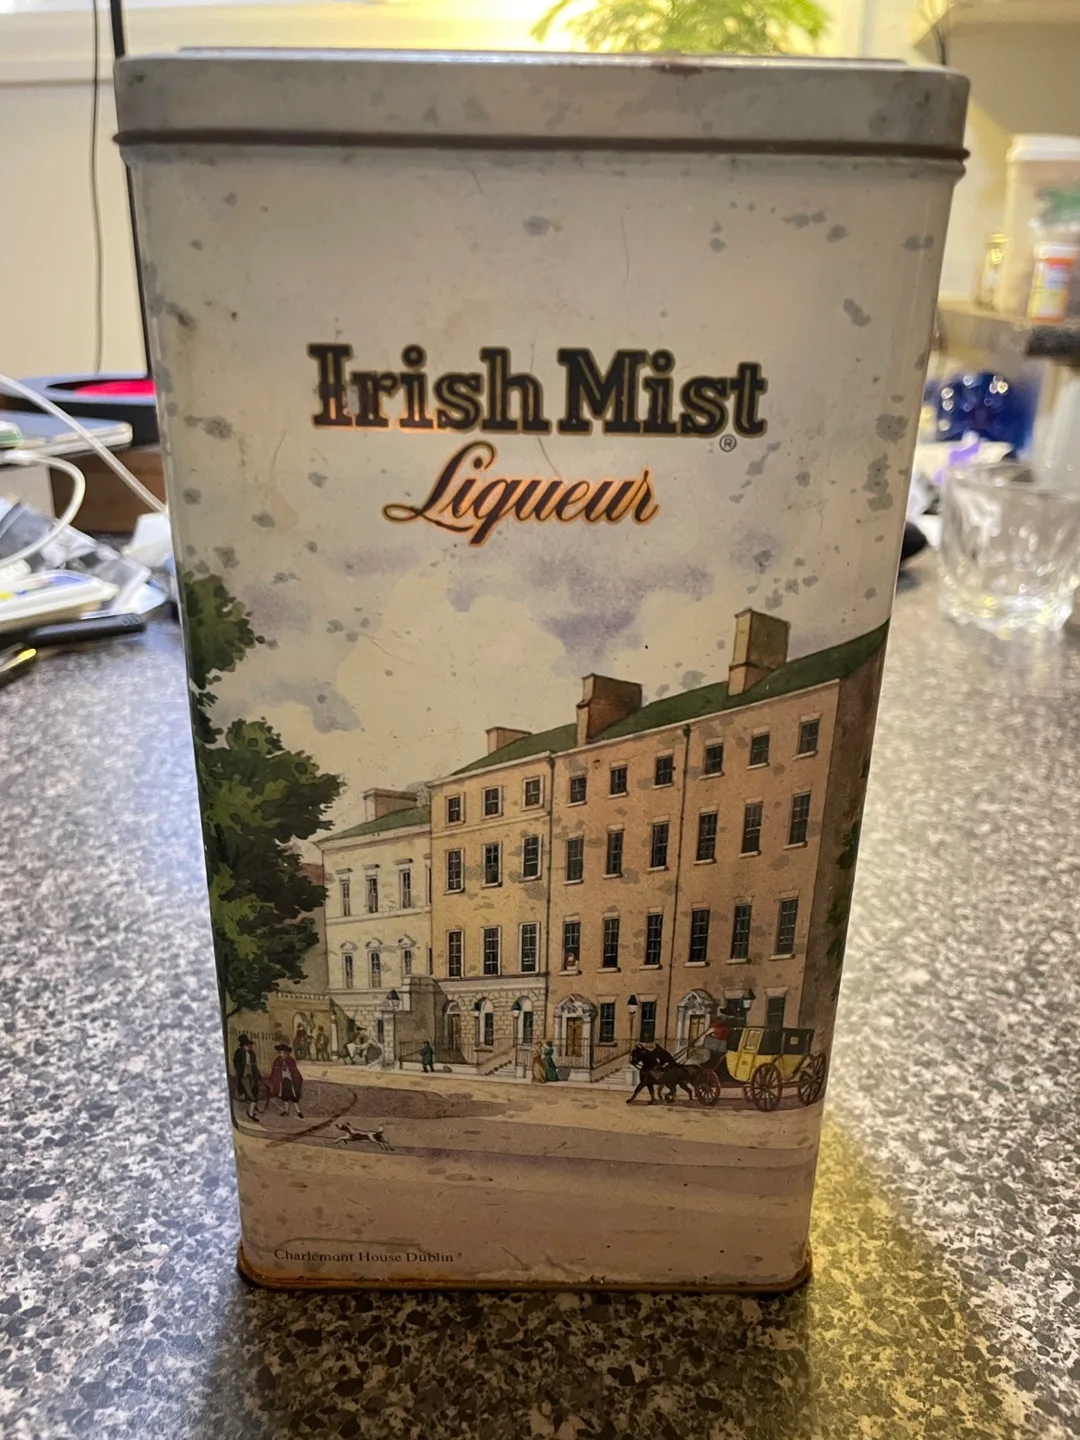 Irish Mist
®
Liqueur
Charlemont House Dublin